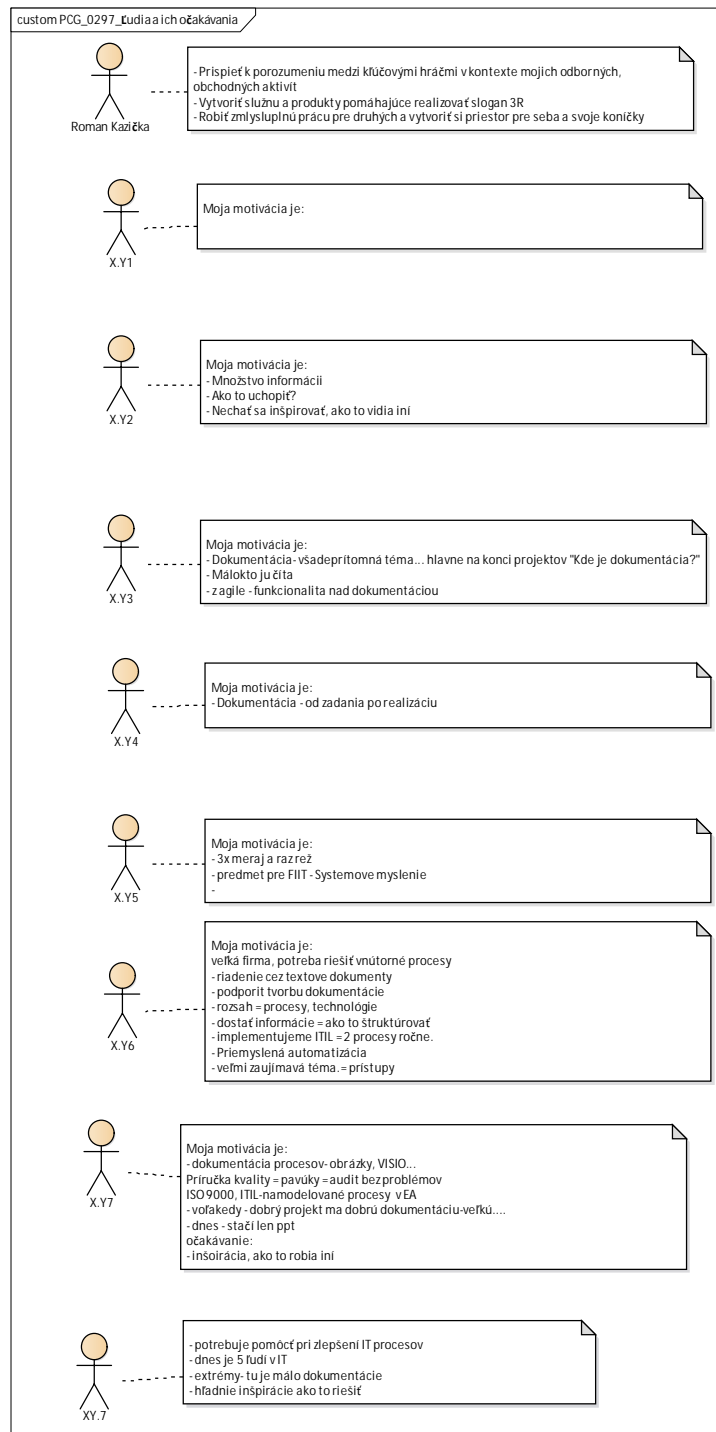 custom PCG_0297_Ľudia a ich očakávania
- Prispieť k porozumeniu medzi kľúčovými hráčmi v kontexte mojich odborných,
obchodných aktivít
- Vytvoriť službu a produkty pomáhajúce realizovať slogan 3R
- Robiť zmlysluplnú prácu pre druhých a vytvoriť si priestor pre seba a svoje koníčky
Roman Kazička
Moja motivácia je:
X.Y1
Moja motivácia je:
- Množstvo informácii
- Ako to uchopiť?
- Nechať sa inšpirovať, ako to vidia iní
X.Y2
Moja motivácia je:
- Dokumentácia- všadeprítomná téma... hlavne na konci projektov "Kde je dokumentácia?"
- Málokto ju číta
- z agile - funkcionalita nad dokumentáciou
X.Y3
Moja motivácia je:
- Dokumentácia - od zadania po realizáciu
X.Y4
Moja motivácia je:
- 3x meraj a raz rež
- predmet pre FIIT - Systemove myslenie
-
X.Y5
Moja motivácia je:
veľká firma, potreba riešiť vnútorné procesy
- riadenie cez textove dokumenty
- podporit tvorbu dokumentácie
- rozsah = procesy, technológie
- dostať informácie = ako to štruktúrovať
- implementujeme ITIL = 2 procesy ročne.
- Priemyslená automatizácia
- veľmi zaujímavá téma.= prístupy
X.Y6
Moja motivácia je:
- dokumentácia procesov- obrázky, VISIO...
Príručka kvality = pavúky = audit bez problémov
ISO 9000, ITIL-namodelované procesy v EA
- voľakedy - dobrý projekt ma dobrú dokumentáciu-veľkú....
- dnes - stačí len ppt
očakávanie:
- inšoirácia, ako to robia iní
X.Y7
- potrebuje pomôcť pri zlepšení IT procesov
- dnes je 5 ľudí v IT
- extrémy- tu je málo dokumentácie
- hľadnie inšpirácie ako to riešiť
XY.7